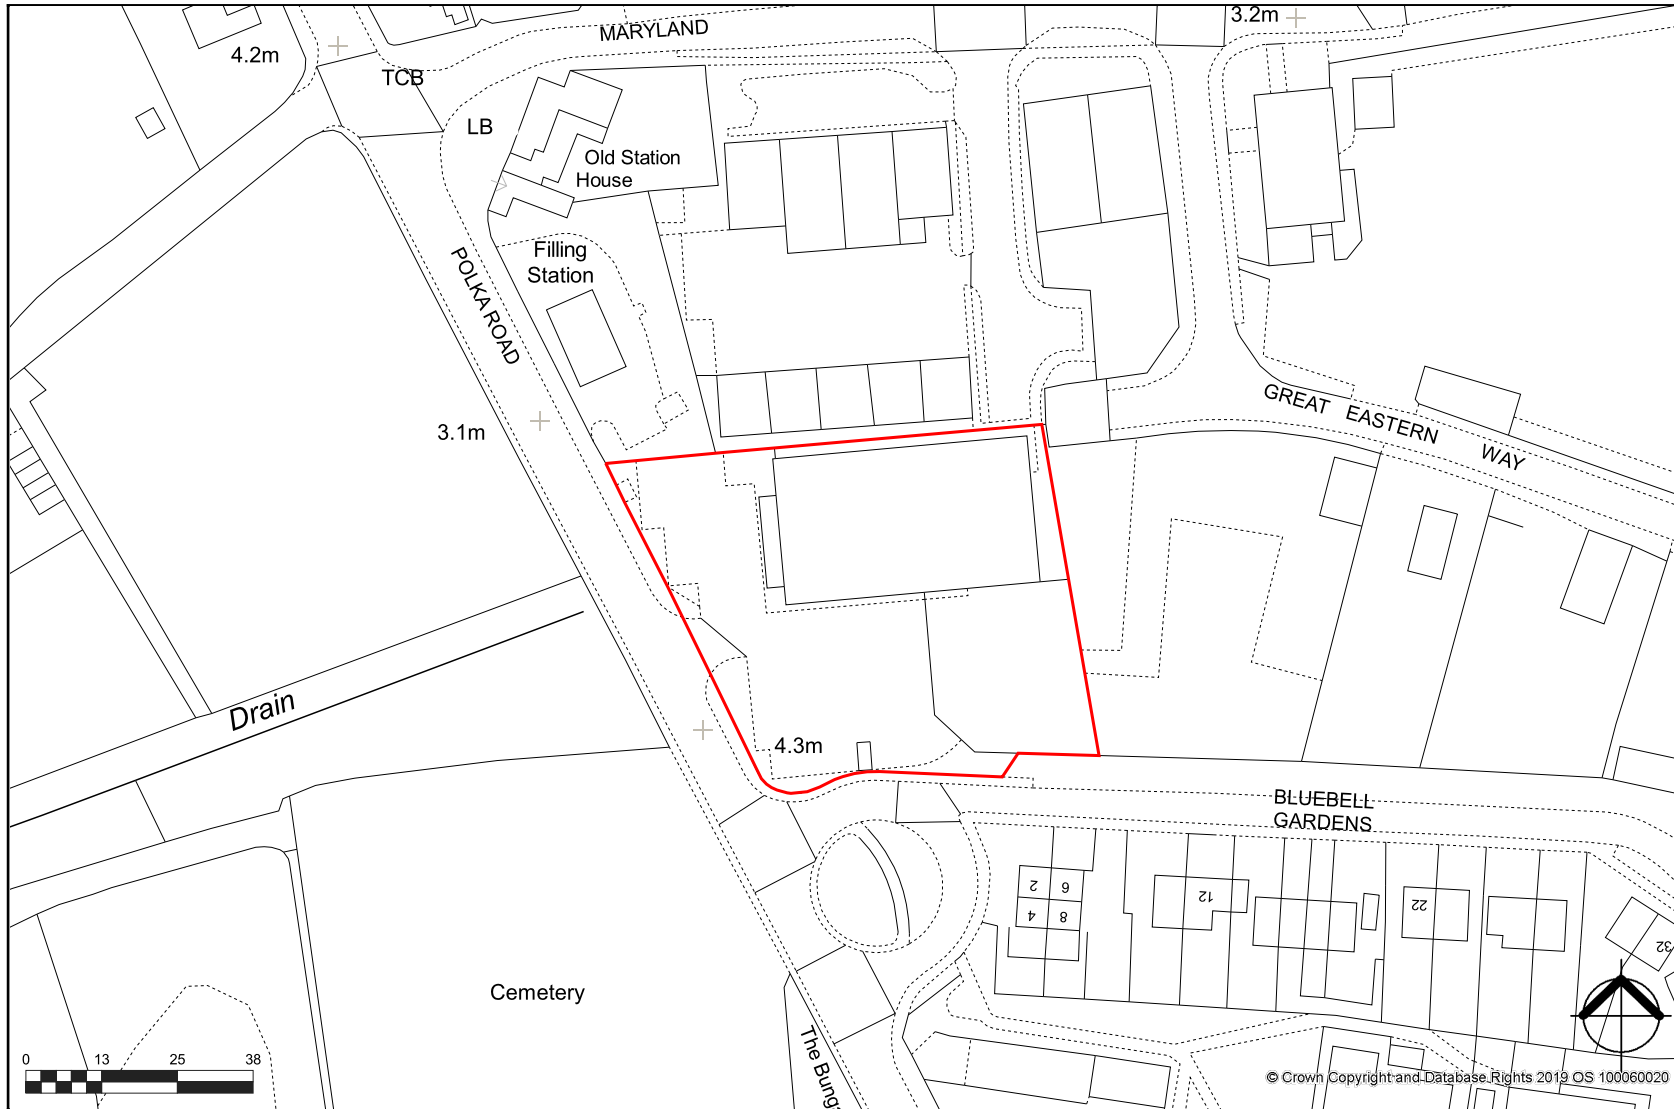 3.2m
MARYLAND
4.2m
TCB
LB
Old Station
House
Filling
Station
POLKA ROAD
3.1m
GREAT EASTERN WAY
Drain
4.3m
BLUEBELL
GARDENS
2
6
4
8
12
22
32
Cemetery
The Bung
0 13 25 38
© Crown Copyright and Database Rights 2019 OS 100060020